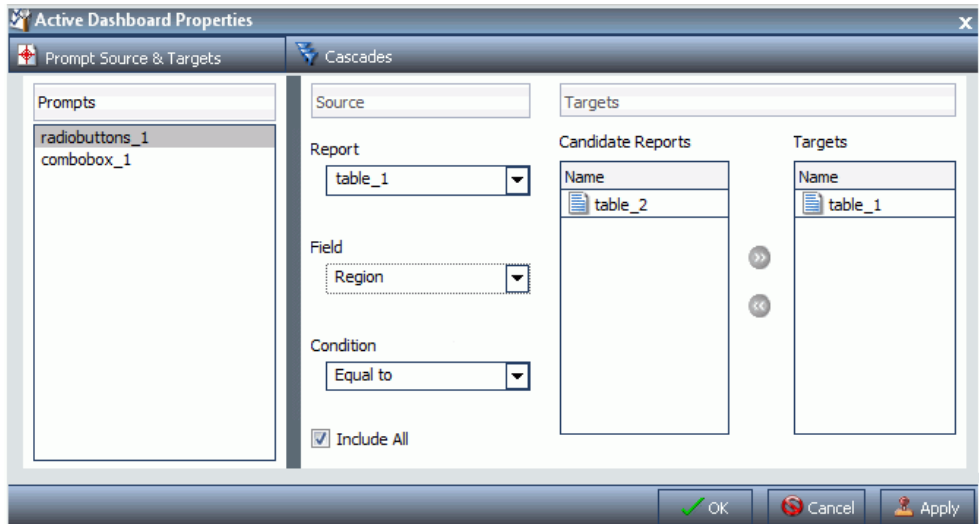 Active Dashboard Properties
x
Prompt Source & Targets
Cascades
Prompts
radiobuttons_1
combobox_1
Source
Report
table_1
Field
Region
Condition
Equal to
Include All
Targets
Candidate Reports
Name
table_2
Targets
Name
table_1
OK
Cancel
Apply